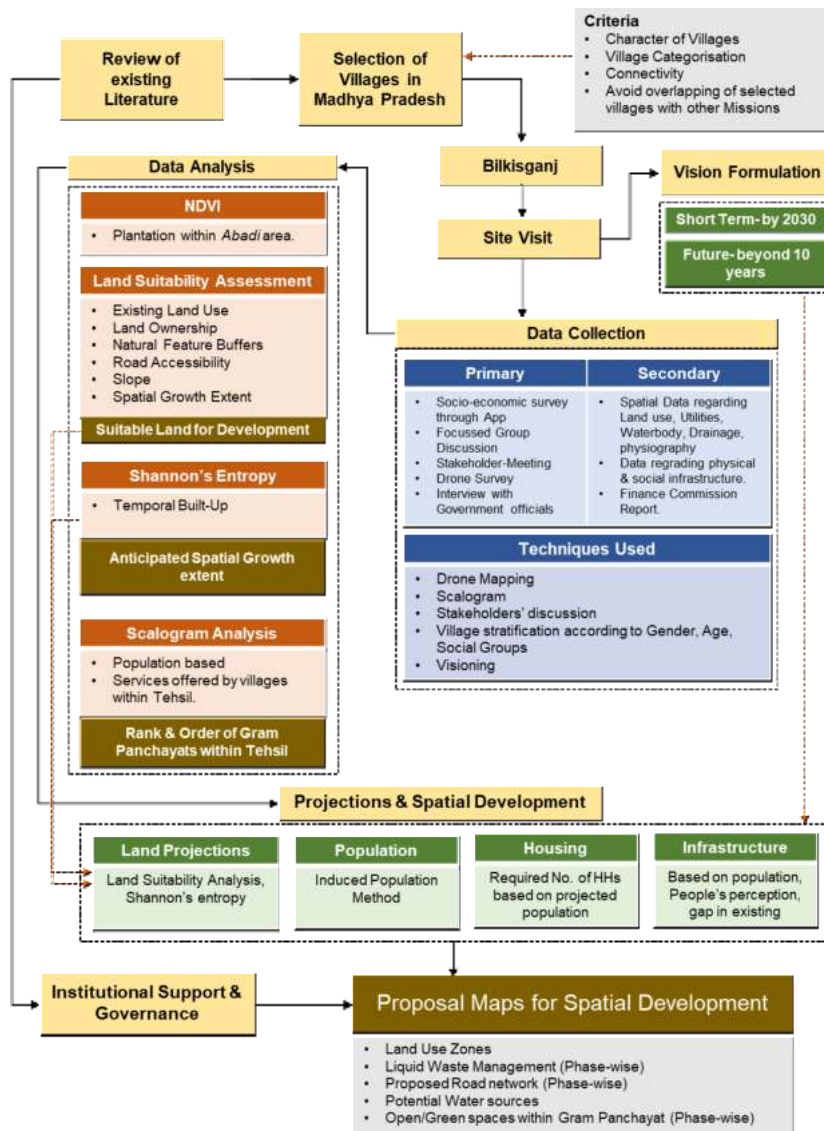 Criteria
• Character of Villages
• Village Categorisation
• Connectivity
• Avoid overlapping of selected
villages with other Missions
Review of
existing
Literature
Selection of
Villages in
Madhya Pradesh
Data Analysis
Bilkisganj
Vision Formulation
Short Term- by 2030
Future- beyond 10
years
Site Visit
NDVI
• Plantation within Abadi area.
Land Suitability Assessment
• Existing Land Use
• Land Ownership
• Natural Feature Buffers
• Road Accessibility
• Slope
• Spatial Growth Extent
Suitable Land for Development
Shannon's Entropy
• Temporal Built-Up
Anticipated Spatial Growth
extent
Scalogram Analysis
• Population based
• Services offered by villages
within Tehsil.
Rank & Order of Gram
Panchayats within Tehsil
Data Collection
Primary
• Socio-economic survey
through App
• Focussed Group
Discussion
• Stakeholder-Meeting
• Drone Survey
• Interview with
Government officials
Secondary
• Spatial Data regarding
Land use, Utilities,
Waterbody, Drainage,
physiography
• Data regrading physical
& social infrastructure.
• Finance Commission
Report.
Techniques Used
• Drone Mapping
• Scalogram
• Stakeholders' discussion
• Village stratification according to Gender, Age,
Social Groups
• Visioning
Projections & Spatial Development
Land Projections
Land Suitability Analysis,
Shannon's entropy
Population
Induced Population
Method
Housing
Required No. of HHs
based on projected
population
Infrastructure
Based on population,
People's perception,
gap in existing
Institutional Support &
Governance
Proposal Maps for Spatial Development
• Land Use Zones
• Liquid Waste Management (Phase-wise)
• Proposed Road network (Phase-wise)
• Potential Water sources
• Open/Green spaces within Gram Panchayat (Phase-wise)